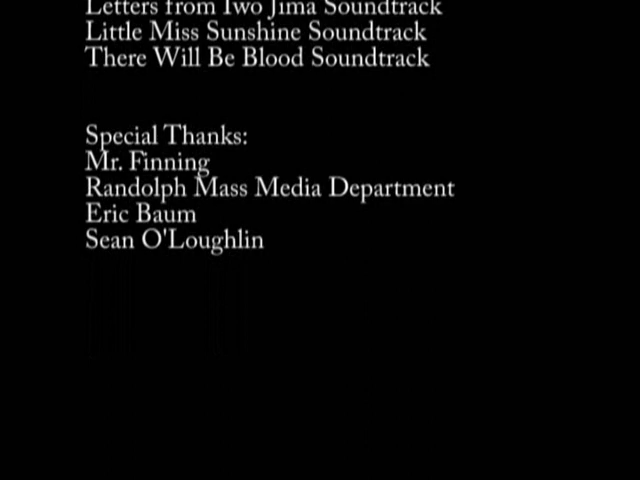 Letters from Iwo Jima Soundtrack
Little Miss Sunshine Soundtrack
There Will Be Blood Soundtrack
Special Thanks:
Mr. Finning
Randolph Mass Media Department
Eric Baum
Sean O'Loughlin